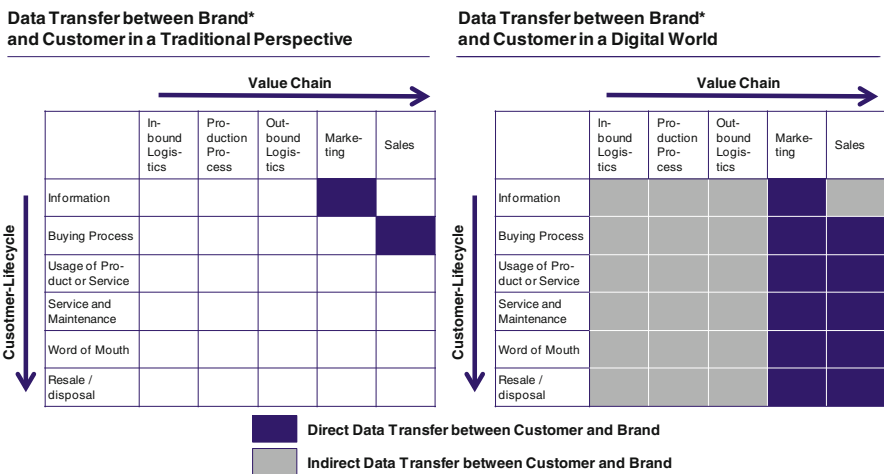 Data Transfer between Brand*
and Customer in a Traditional Perspective
Value Chain
In-
bound
Logis-
tics
Pro-
duction
Pro-
cess
Out-
bound
Logis-
tics
Marke-
ting
Sales
Cusotmer-Lifecycle
Information
Buying Process
Usage of Pro-
duct or Service
Service and
Maintenance
Word of Mouth
Resale /
disposal
Data Transfer between Brand*
and Customer in a Digital World
Value Chain
In-
bound
Logis-
tics
Pro-
duction
Pro-
cess
Out-
bound
Logis-
tics
Marke-
ting
Sales
Customer-Lifecycle
Information
Buying Process
Usage of Pro-
duct or Service
Service and
Maintenance
Word of Mouth
Resale /
disposal
Direct Data Transfer between Customer and Brand
Indirect Data Transfer between Customer and Brand